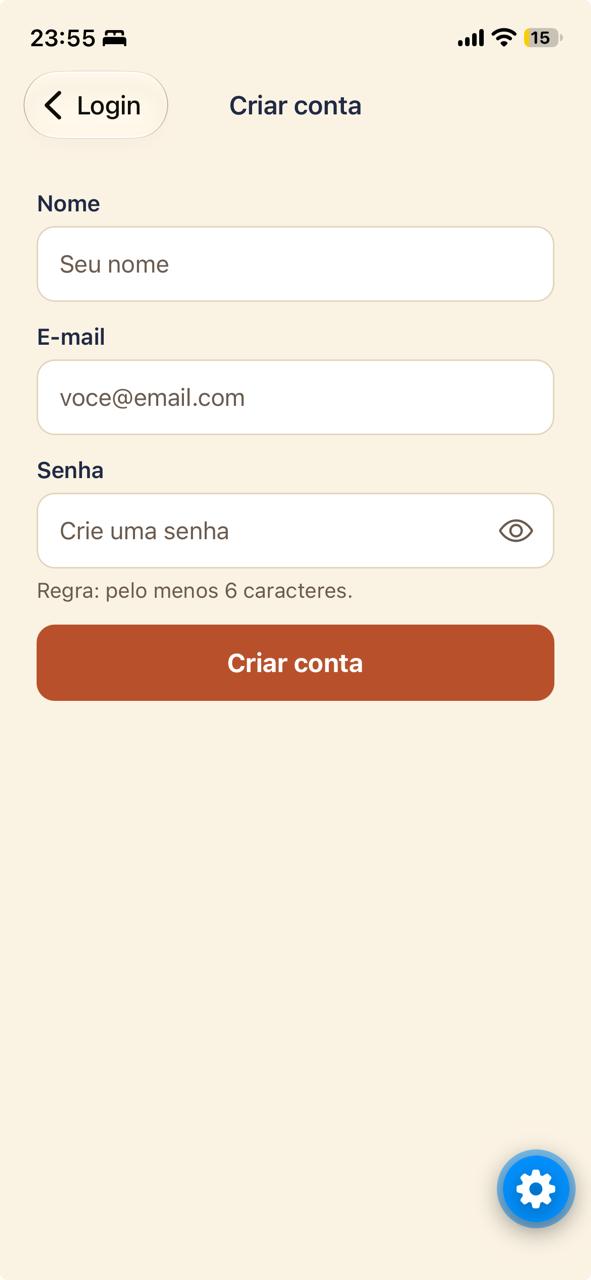 23:55
15
Login
Criar conta
Nome
Seu nome
E-mail
voce@email.com
Senha
Crie uma senha
Regra: pelo menos 6 caracteres.
Criar conta